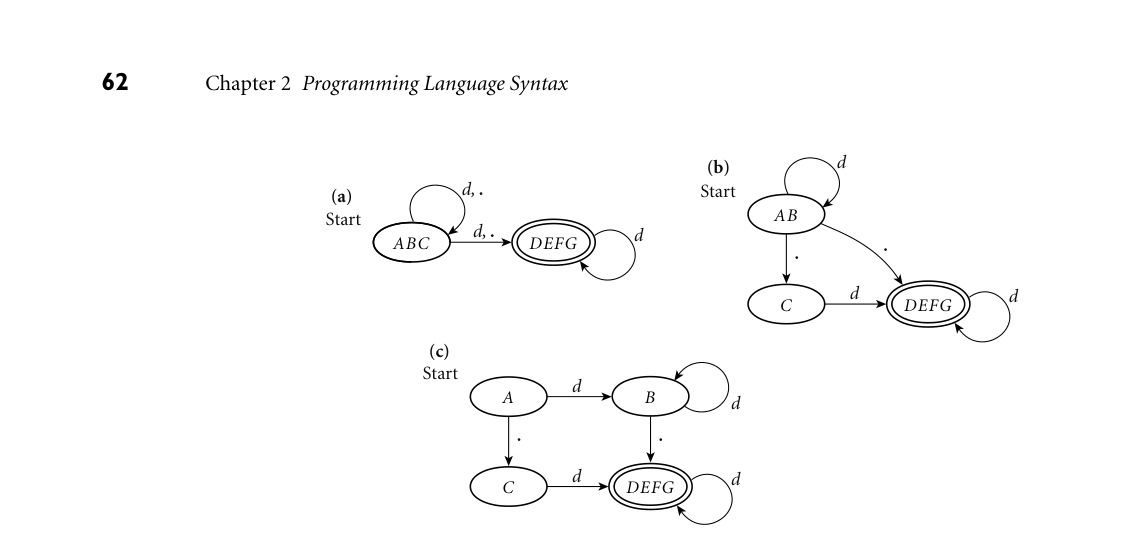 62 Chapter 2 Programming Language Syntax
(a)
Start
d, .
ABC
d, .
DEFG
d
(b)
Start
d
AB
.
.
C
d
DEFG
d
(c)
Start
A
d
B
d
.
.
C
d
DEFG
d